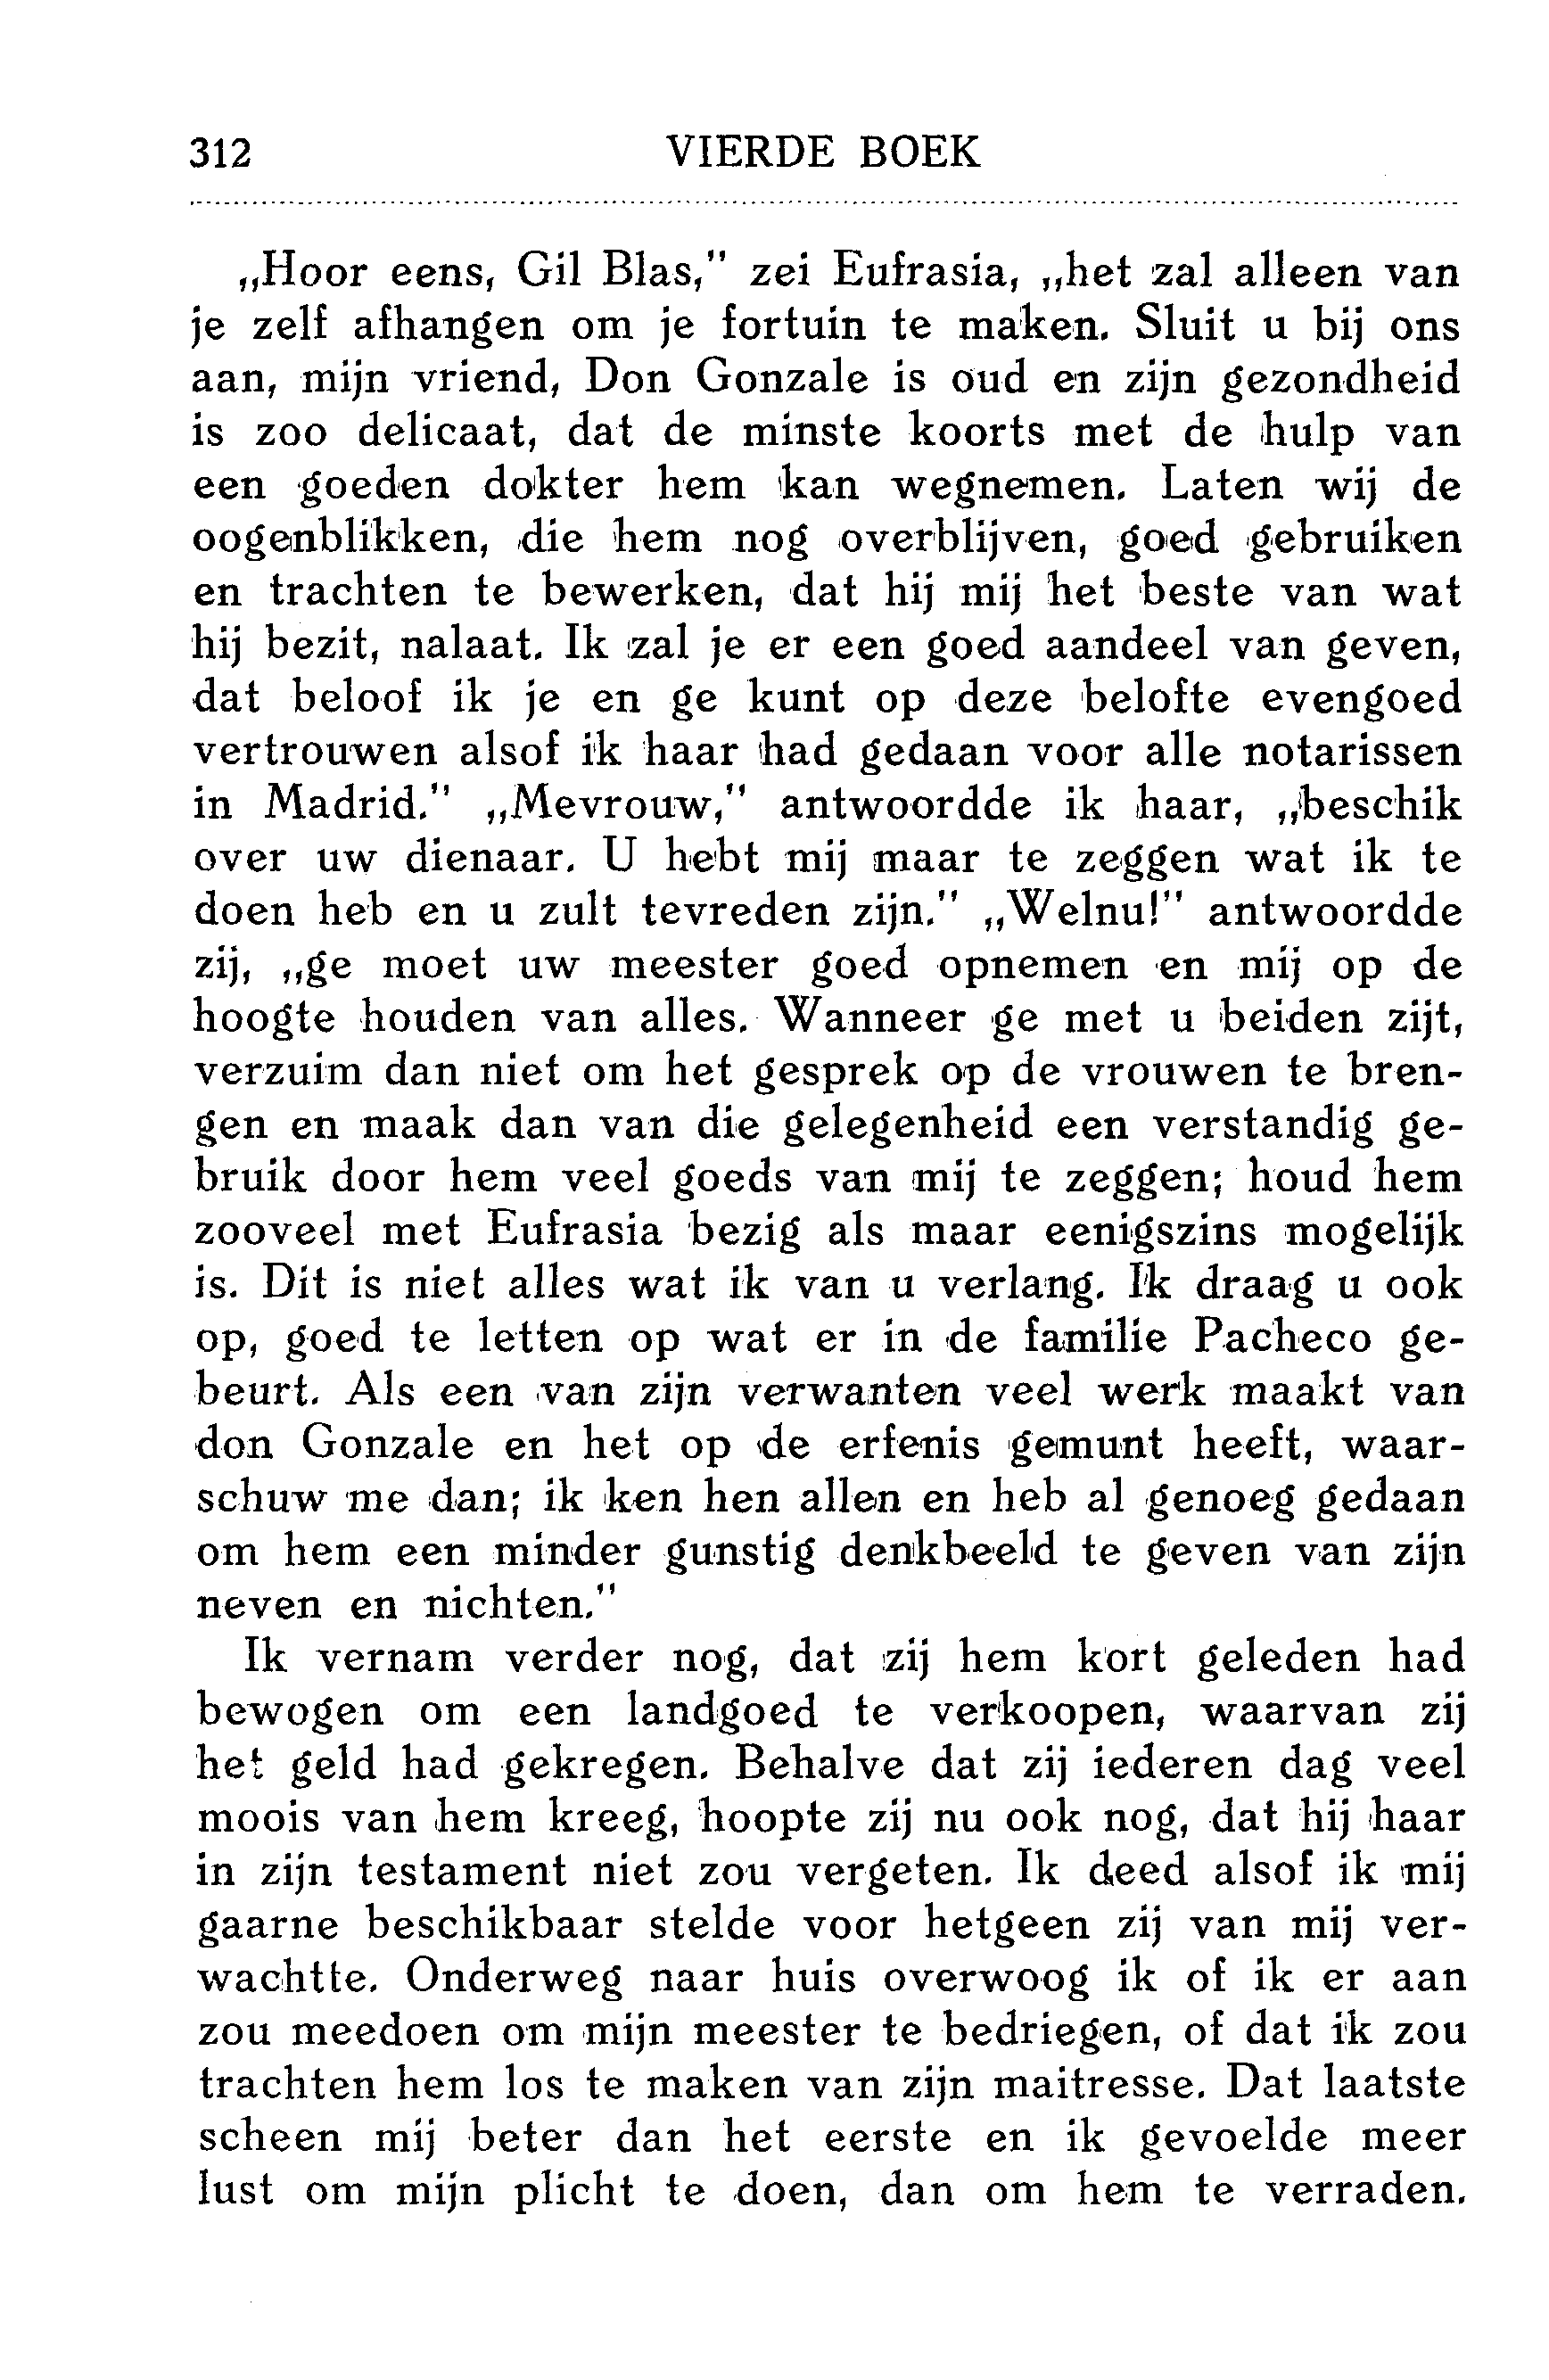 312 VIERDE BOEK
„Hoor eens, Gil Blas,” zei Eufrasia, „het zal alleen van
je zelf afhangen om je fortuin te maken. Sluit u bij ons
aan, mijn vriend, Don Gonzale is oud en zijn gezondheid
is zoo delicaat, dat de minste koorts met de hulp van
een goeden dokter hem kan wegnemen. Laten wij de
oogenblikken, die hem nog overblijven, goed gebruiken
en trachten te bewerken, dat hij mij het beste van wat
hij bezit, nalaat. Ik zal je er een goed aandeel van geven,
dat beloof ik je en ge kunt op deze belofte evengoed
vertrouwen alsof ik haar had gedaan voor alle notarissen
in Madrid.” „Mevrouw,” antwoordde ik haar, „beschik
over uw dienaar. U hebt mij maar te zeggen wat ik te
doen heb en u zult tevreden zijn.” „Welnu!” antwoordde
zij, „ge moet uw meester goed opnemen en mij op de
hoogte houden van alles. Wanneer ge met u beiden zijt,
verzuim dan niet om het gesprek op de vrouwen te bren-
gen en maak dan van die gelegenheid een verstandig ge-
bruik door hem veel goeds van mij te zeggen; houd hem
zooveel met Eufrasia bezig als maar eenigszins mogelijk
is. Dit is niet alles wat ik van u verlang. Ik draag u ook
op, goed te letten op wat er in de familie Pacheco ge-
beurt. Als een van zijn verwanten veel werk maakt van
don Gonzale en het op de erfenis gemunt heeft, waar-
schuw me dan; ik ken hen allen en heb al genoeg gedaan
om hem een minder gunstig denkbeeld te geven van zijn
neven en nichten.”
Ik vernam verder nog, dat zij hem kort geleden had
bewogen om een landgoed te verkoopen, waarvan zij
het geld had gekregen. Behalve dat zij iederen dag veel
moois van hem kreeg, hoopte zij nu ook nog, dat hij haar
in zijn testament niet zou vergeten. Ik deed alsof ik mij
gaarne beschikbaar stelde voor hetgeen zij van mij ver-
wachtte. Onderweg naar huis overwoog ik of ik er aan
zou meedoen om mijn meester te bedriegen, of dat ik zou
trachten hem los te maken van zijn maitresse. Dat laatste
scheen mij beter dan het eerste en ik gevoelde meer
lust om mijn plicht te doen, dan om hem te verraden.